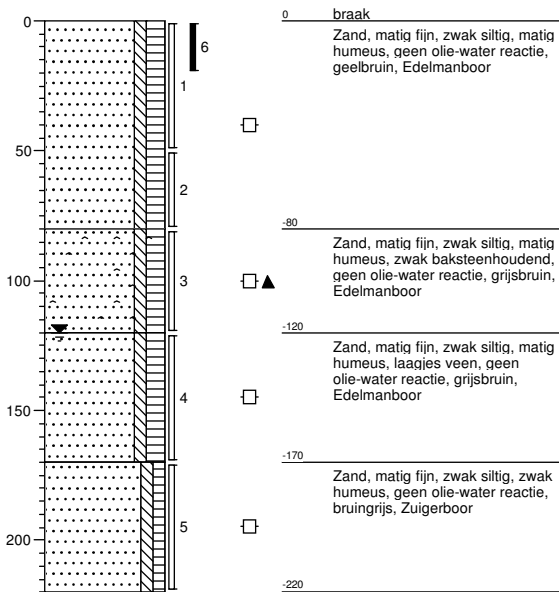 0
50
100
150
200
6
1
2
3
4
5
0 braak
Zand, matig fijn, zwak siltig, matig
humeus, geen olie-water reactie,
geelbruin, Edelmanboor
-80
Zand, matig fijn, zwak siltig, matig
humeus, zwak baksteenhoudend,
geen olie-water reactie, grijsbruin,
Edelmanboor
-120
Zand, matig fijn, zwak siltig, matig
humeus, laagjes veen, geen
olie-water reactie, grijsbruin,
Edelmanboor
-170
Zand, matig fijn, zwak siltig, zwak
humeus, geen olie-water reactie,
bruingrijs, Zuigerboor
-220